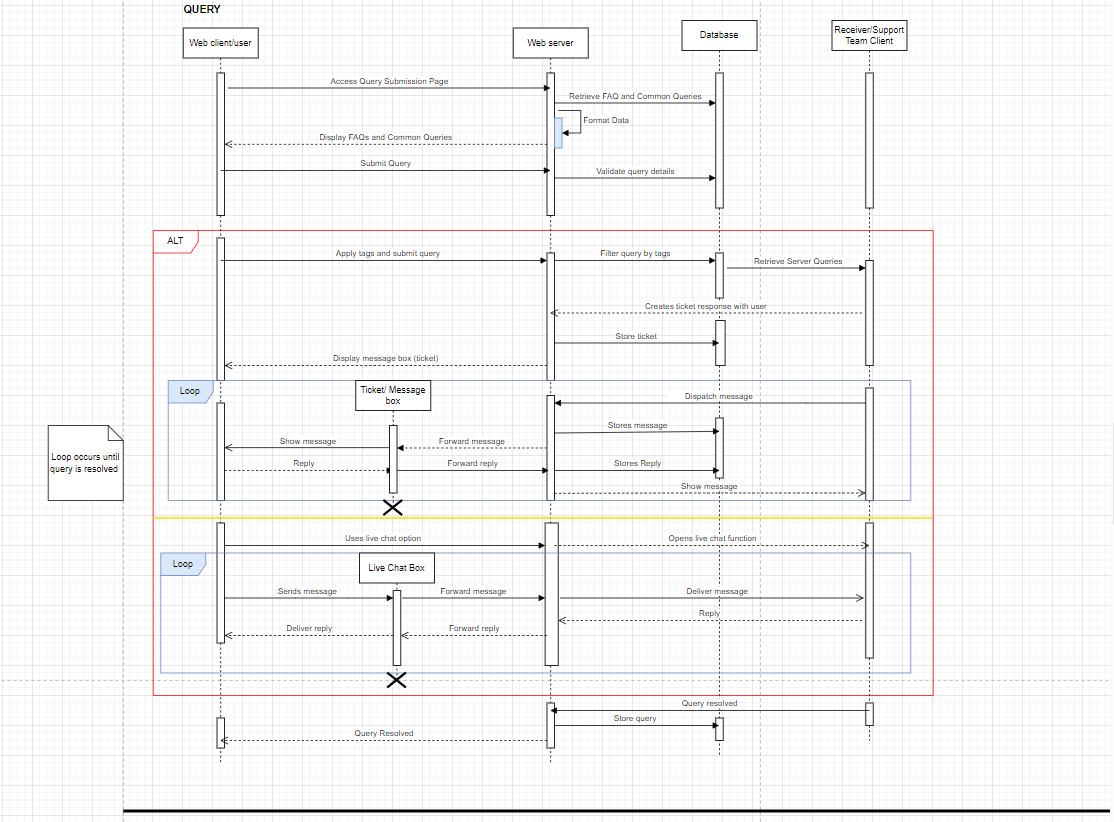 QUERY
Web client/user
Web server
Database
Receiver/Support
Team Client
Access Query Submission Page
Retrieve FAQ and Common Queries
Format Data
Display FAQs and Common Queries
Submit Query
Validate query details
ALT
Apply tags and submit query
Filter query by tags
Retrieve Server Queries
Creates ticket response with user
Store ticket
Display message box (ticket)
Loop
Ticket/ Message
box
Dispatch message
Stores message
Show message
Forward message
Loop occurs until
query is resolved
Reply
Forward reply
Stores Reply
Show message
Uses live chat option
Opens live chat function
Loop
Live Chat Box
Sends message
Forward message
Deliver message
Reply
Deliver reply
Forward reply
Query resolved
Store query
Query Resolved